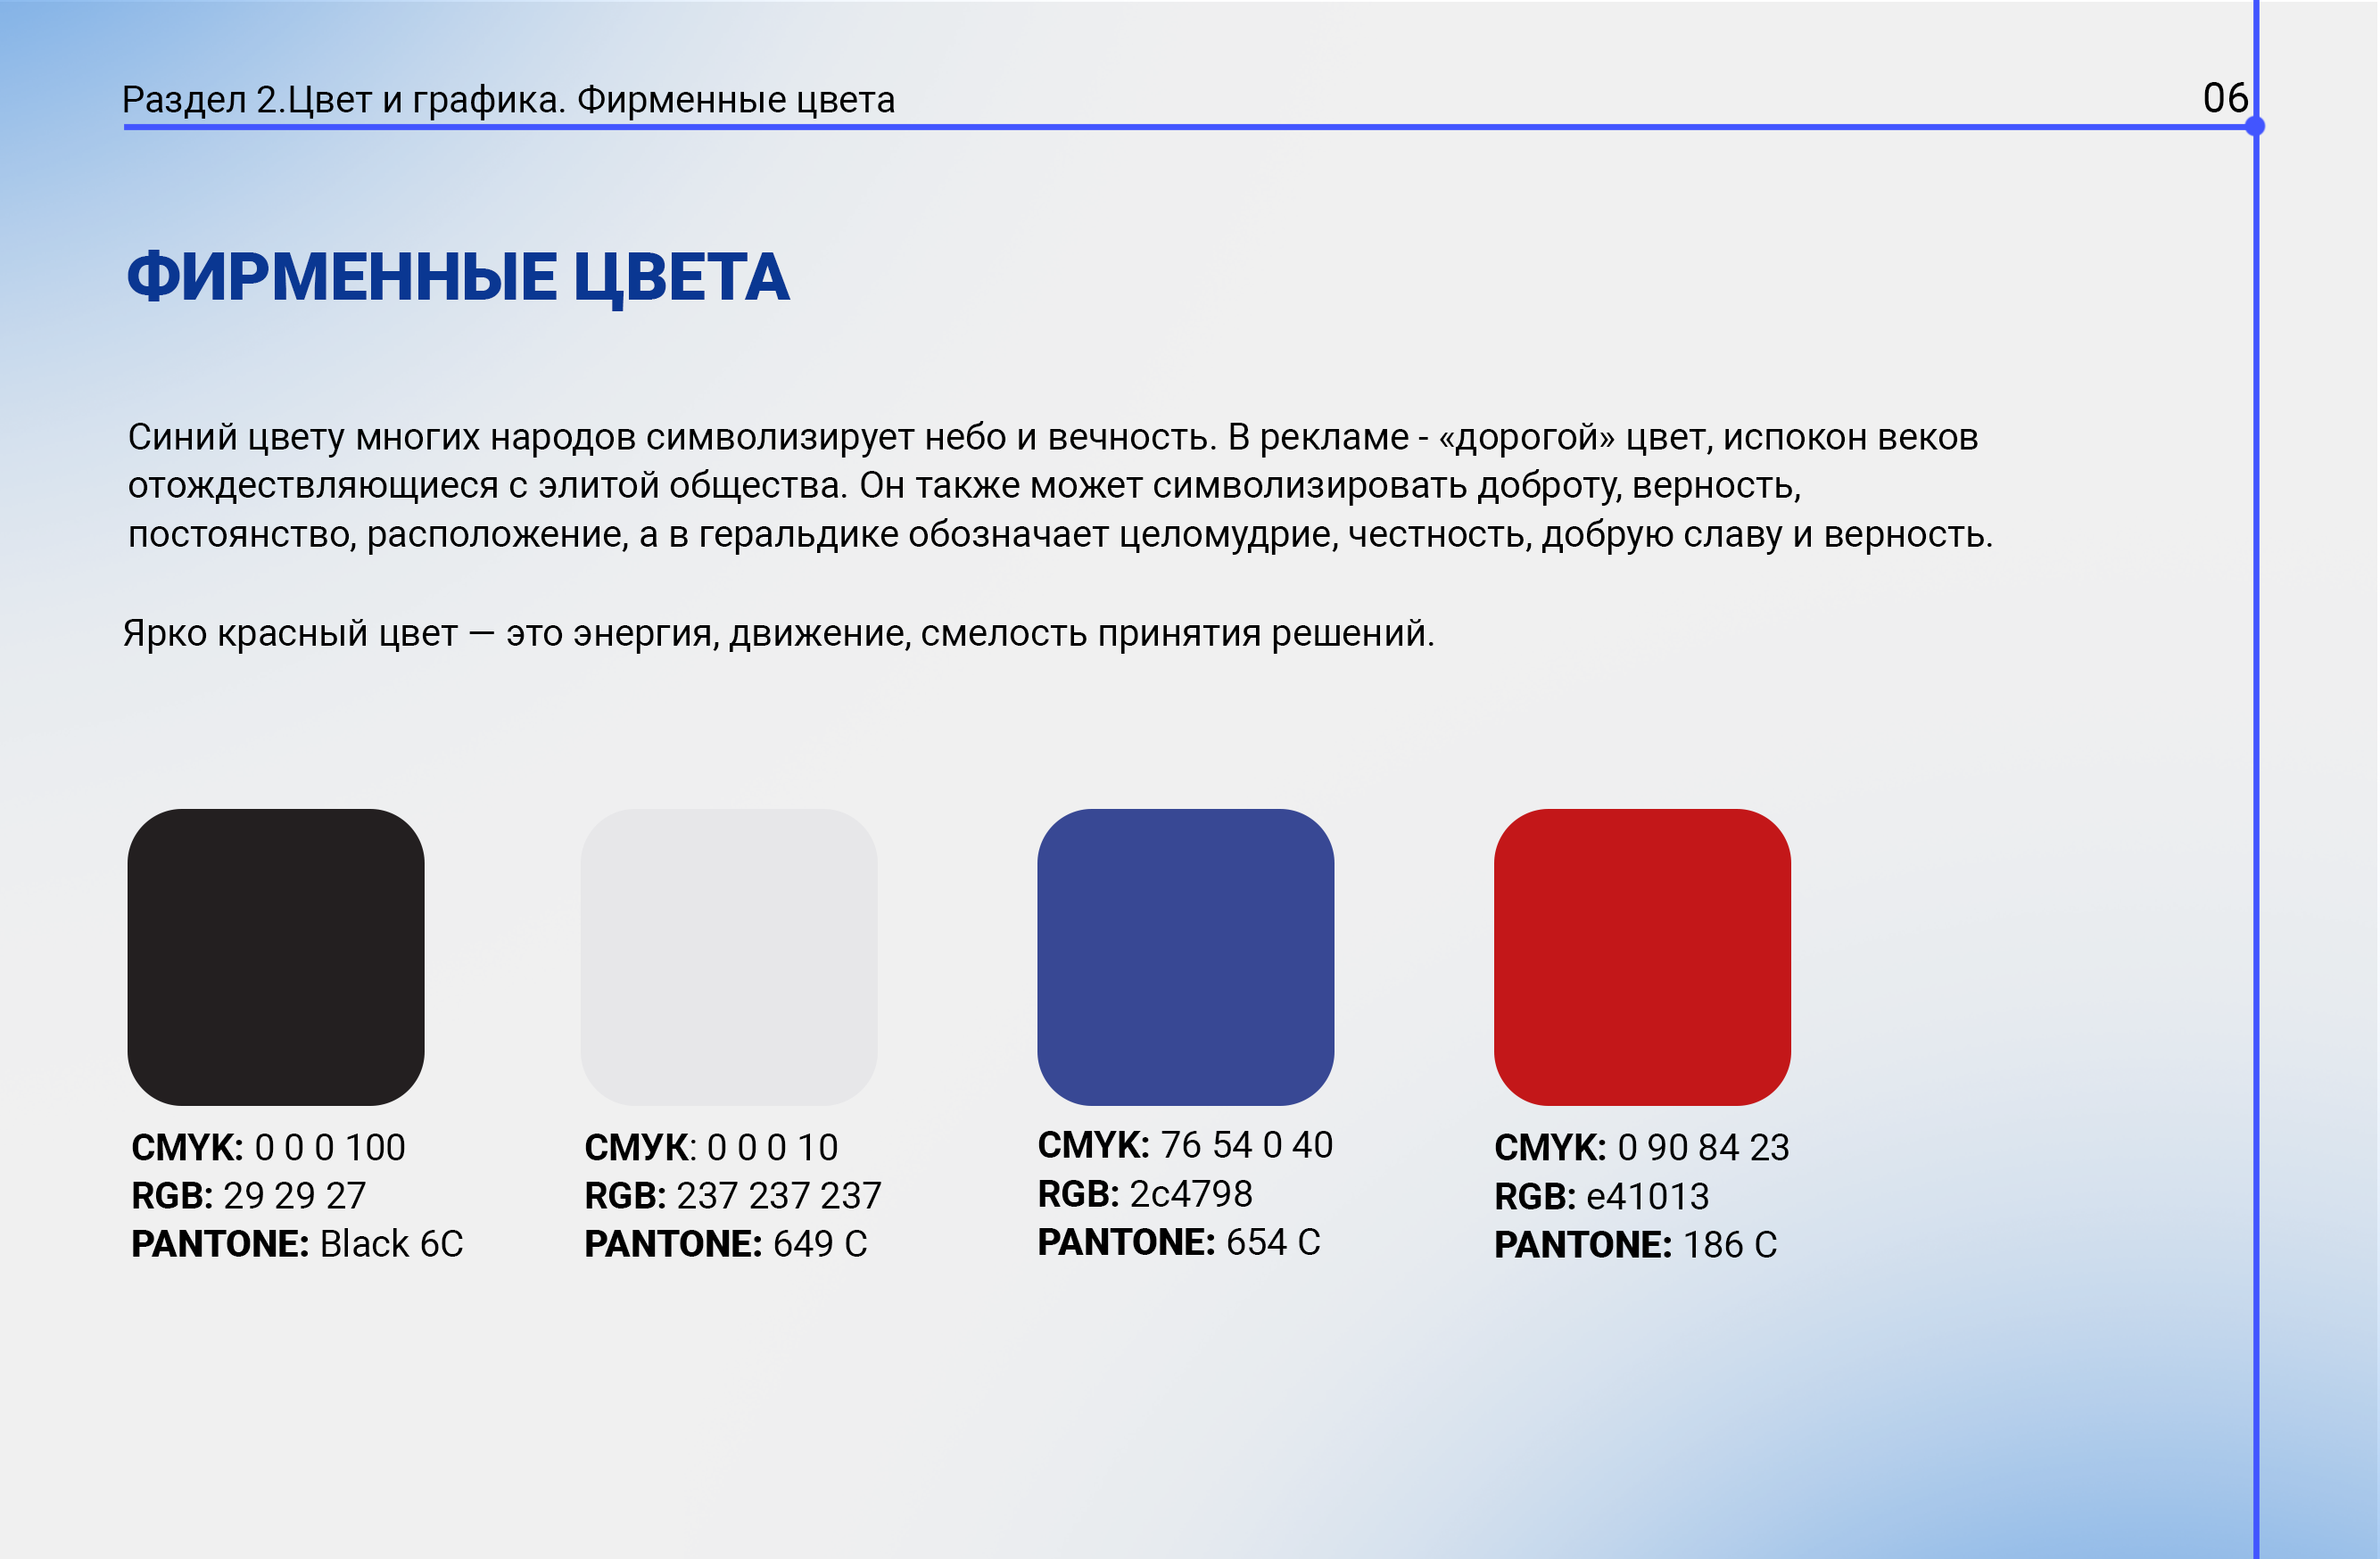 Раздел 2.Цвет и графика. Фирменные цвета
06
ФИРМЕННЫЕ ЦВЕТА
Синий цвету многих народов символизирует небо и вечность. В рекламе - «дорогой» цвет, испокон веков
отождествляющиеся с элитой общества. Он также может символизировать доброту, верность,
постоянство, расположение, а в геральдике обозначает целомудрие, честность, добрую славу и верность.
Ярко красный цвет — это энергия, движение, смелость принятия решений.
CMYK: 0 0 0 100
RGB: 29 29 27
PANTONE: Black 6C
СМУК: 0 0 0 10
RGB: 237 237 237
PANTONE: 649 C
CMYK: 76 54 0 40
RGB: 2c4798
PANTONE: 654 C
CMYK: 0 90 84 23
RGB: e41013
PANTONE: 186 C